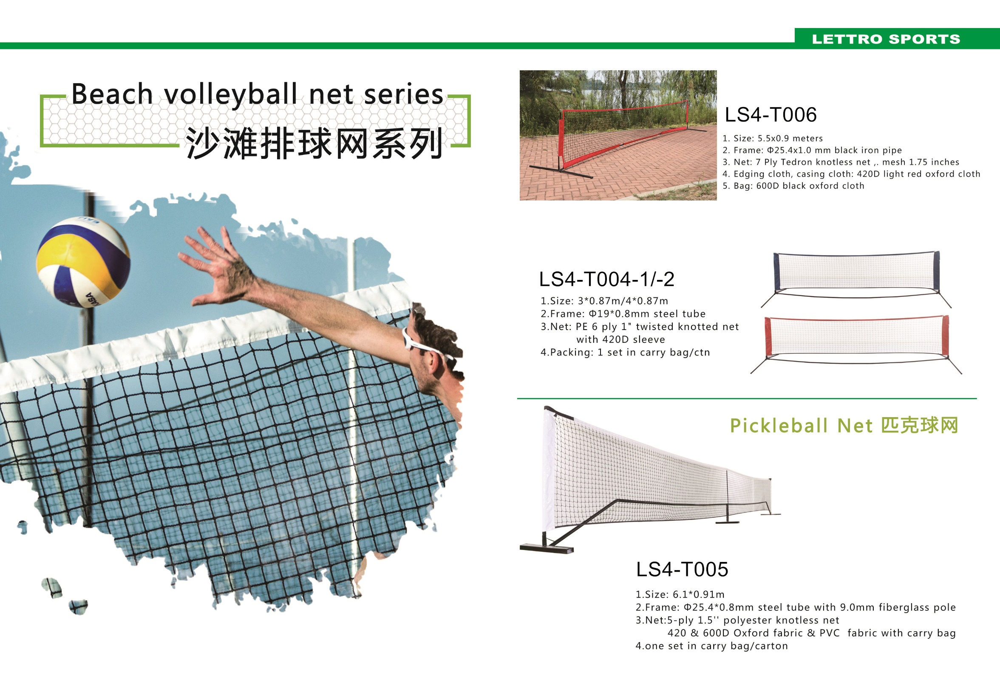 LETTRO SPORTS
Beach volleyball net series
沙滩排球网系列
LS4-T006
1. Size: 5.5x0.9 meters
2. Frame: Φ25.4x1.0 mm black iron pipe
3. Net: 7 Ply Tedron knotless net ,. mesh 1.75 inches
4. Edging cloth, casing cloth: 420D light red oxford cloth
5. Bag: 600D black oxford cloth
LS4-T004-1/-2
1.Size: 3*0.87m/4*0.87m
2.Frame: Φ19*0.8mm steel tube
3.Net: PE 6 ply 1" twisted knotted net
with 420D sleeve
4.Packing: 1 set in carry bag/ctn
Pickleball Net 匹克球网
LS4-T005
1.Size: 6.1*0.91m
2.Frame: Φ25.4*0.8mm steel tube with 9.0mm fiberglass pole
3.Net:5-ply 1.5'' polyester knotless net
420 & 600D Oxford fabric & PVC fabric with carry bag
4.one set in carry bag/carton